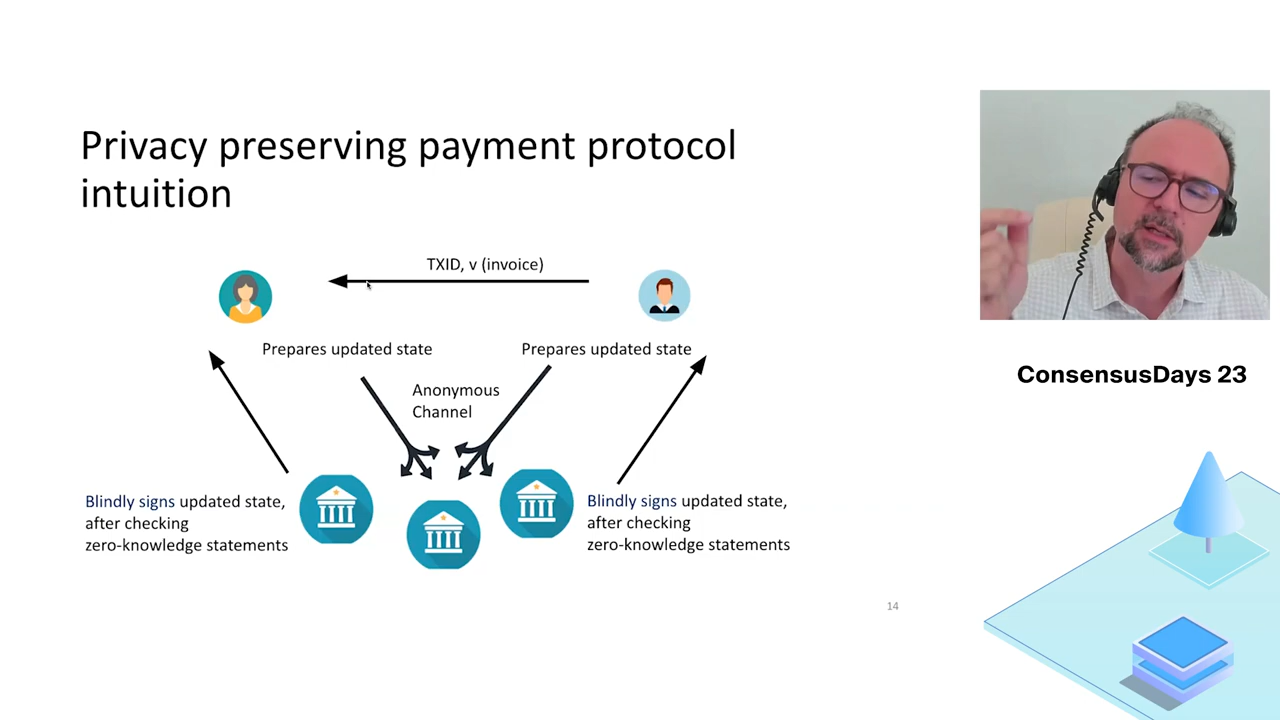 Privacy preserving payment protocol
intuition
TXID, v (invoice)
Prepares updated state
Prepares updated state
Anonymous
Channel
Blindly signs updated state,
after checking
zero-knowledge statements
Blindly signs updated state,
after checking
zero-knowledge statements
14
ConsensusDays 23